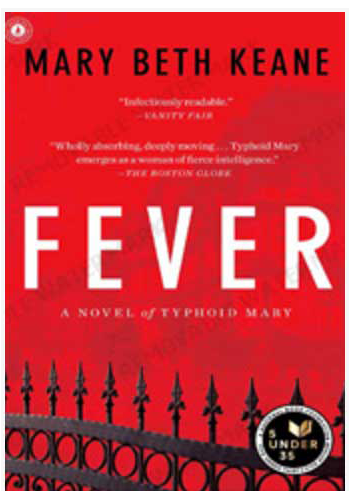 MARY BETH KEANE
"Infectiously readable."
—VANITY FAIR
"Wholly absorbing, deeply moving . . . Typhoid Mary
emerges as a woman of fierce intelligence."
—THE BOSTON GLOBE
FEVER
A NOVEL of TYPHOID MARY
5
UNDER
35